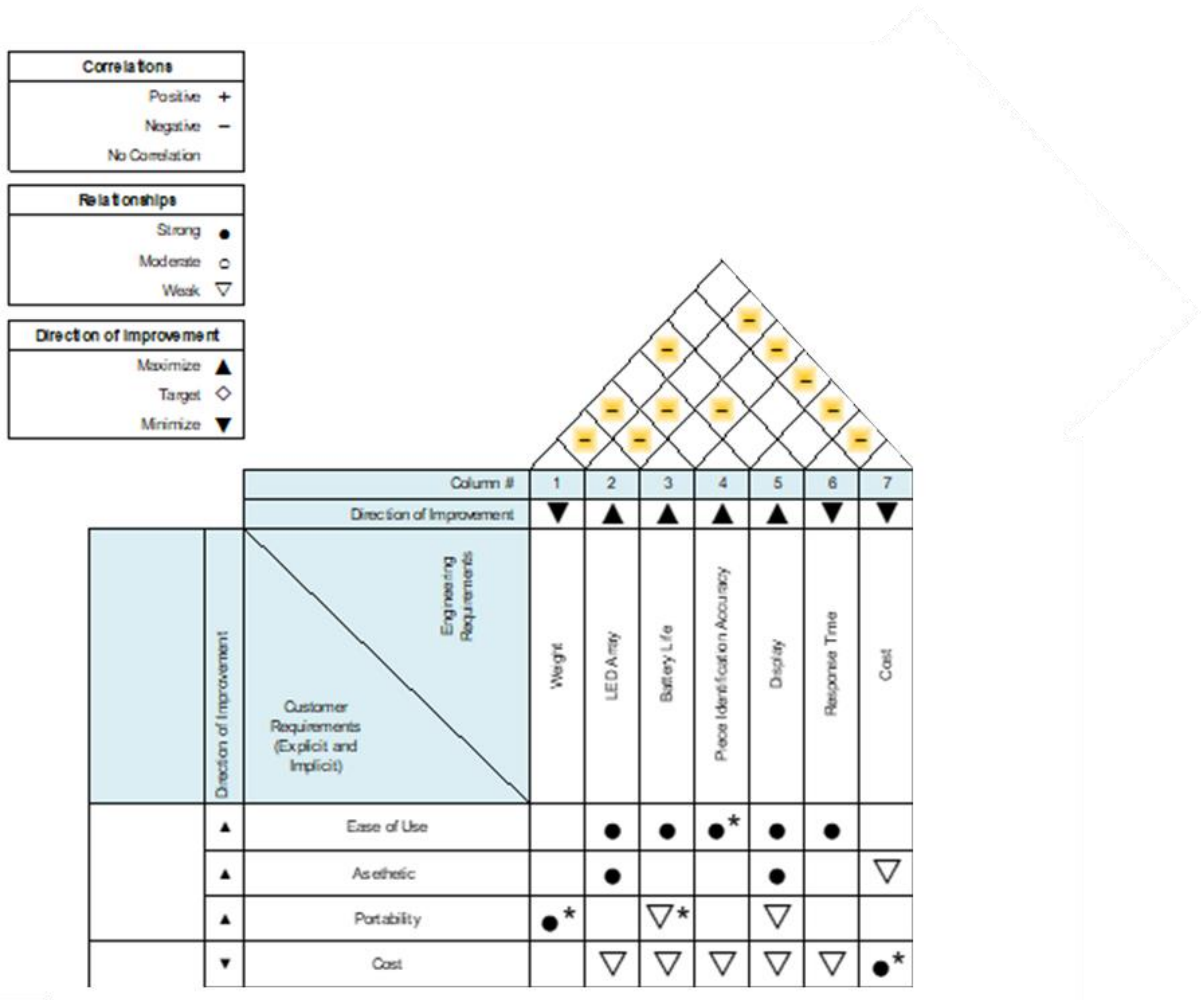 Correlations
Positive +
Negative −
No Correlation
Relationships
Strong ●
Moderate ○
Weak ▽
Direction of Improvement
Maximize ▲
Target ◇
Minimize ▼
−
− −
−
− − − −
− − −
Column # 1 2 3 4 5 6 7
Direction of Improvement ▼ ▲ ▲ ▲ ▲ ▼ ▼
Direction of Improvement
Engineering
Requirements
Customer
Requirements
(Explicit and
Implicit)
Weight
LED Array
Battery Life
Piece Identification Accuracy
Display
Response Time
Cost
▲ Ease of Use ● ● ●* ● ●
▲ Asethetic ● ● ▽
▲ Portability ●* ▽* ▽
▼ Cost ▽ ▽ ▽ ▽ ▽ ●*